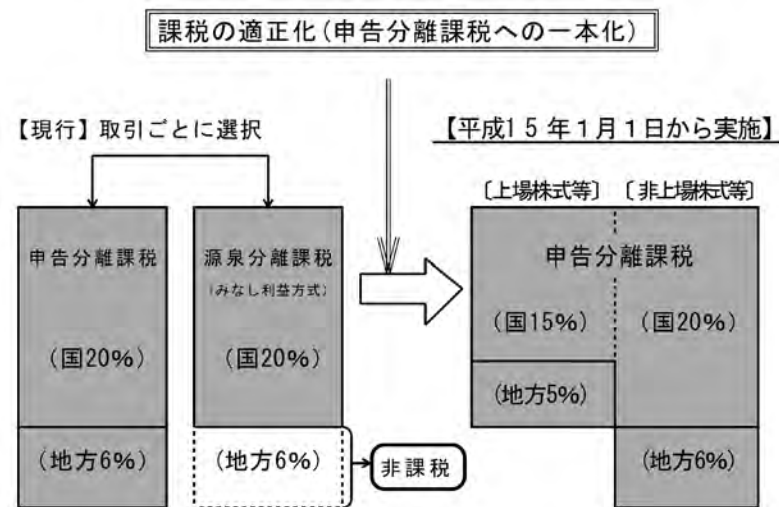 課税の適正化(申告分離課税への一本化)
【現行】取引ごとに選択
【平成15年1月1日から実施】
〔上場株式等〕〔非上場株式等〕
申告分離課税
源泉分離課税
(みなし利益方式)
申告分離課税
(国20%)
(国20%)
(国15%)
(国20%)
(地方5%)
(地方6%)
(地方6%)
非課税
(地方6%)